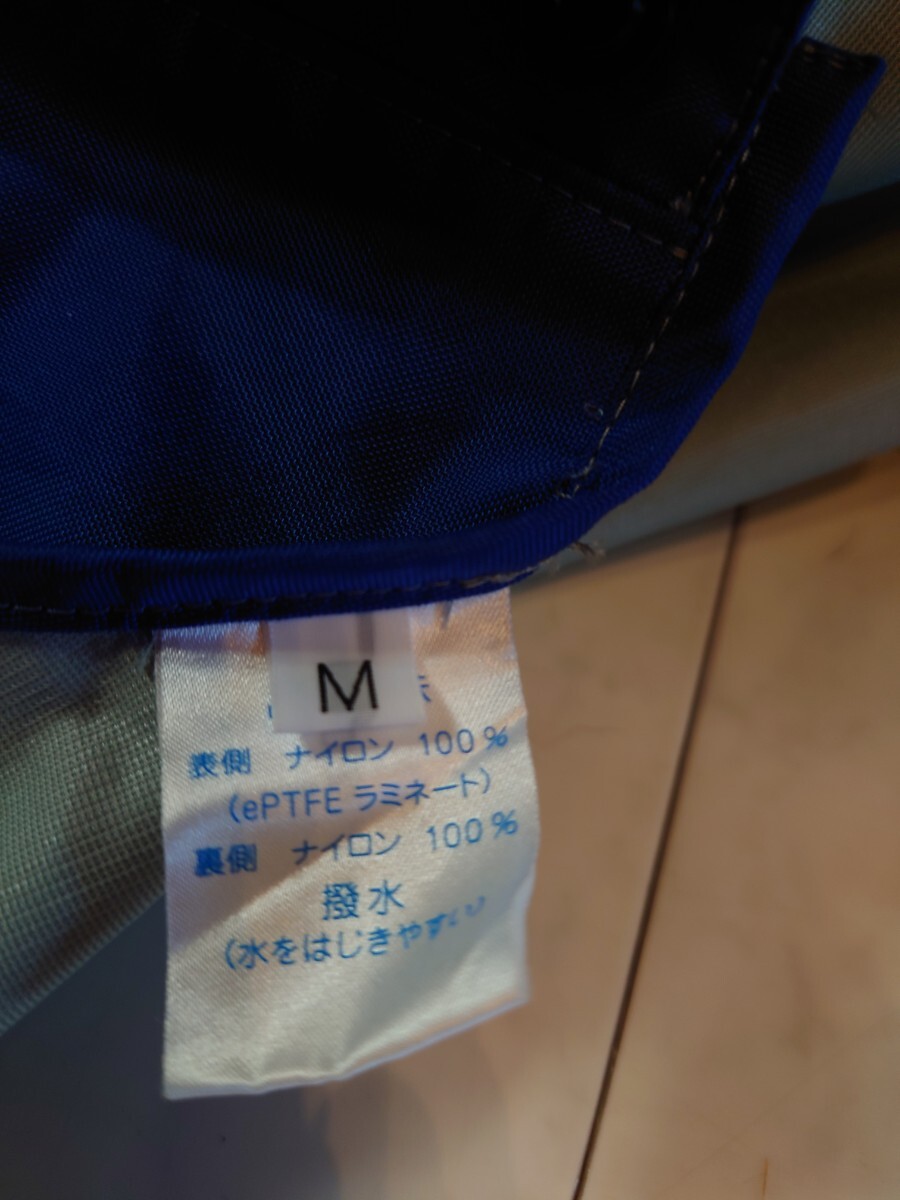 M
表側 ナイロン 100%
(ePTFE ラミネート)
裏側 ナイロン 100%
撥水
(水をはじきやすい)